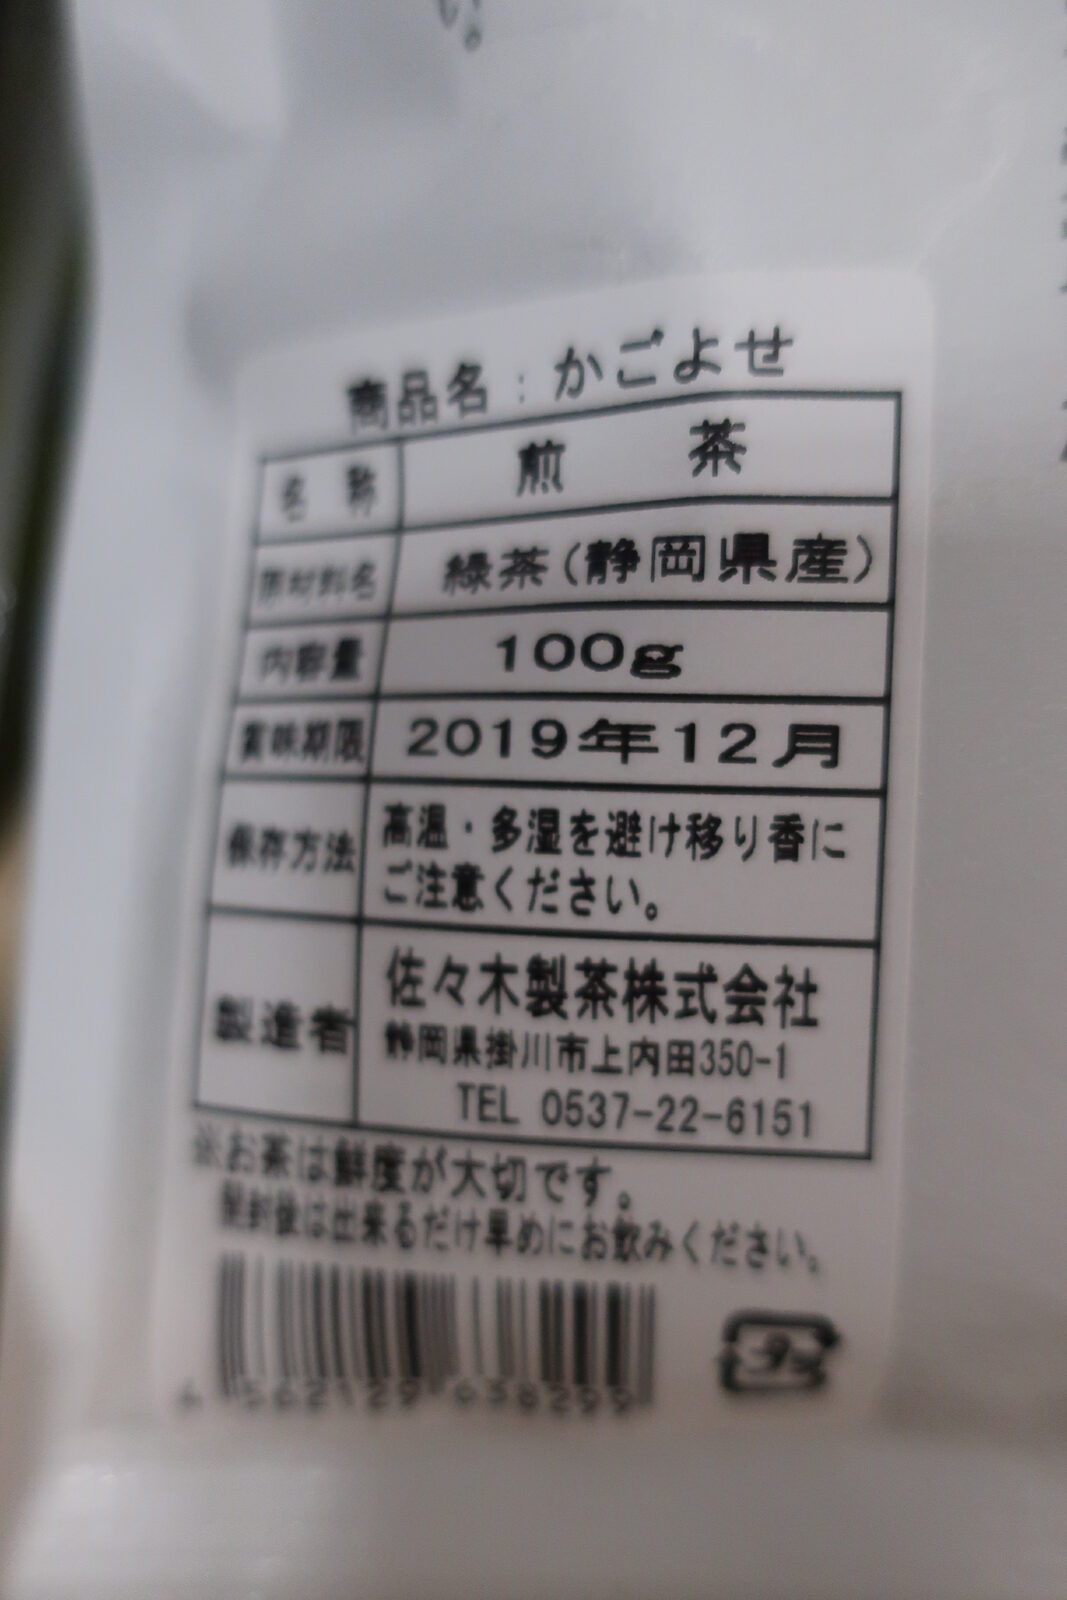 い。
商品名：かごよせ
名称 煎茶
原材料名 緑茶(静岡県産)
内容量 100g
賞味期限 2019年12月
保存方法 高温・多湿を避け移り香に
ご注意ください。
製造者 佐々木製茶株式会社
静岡県掛川市上内田350-1
TEL 0537-22-6151
※お茶は鮮度が大切です。
開封後は出来るだけ早めにお飲みください。
プラ